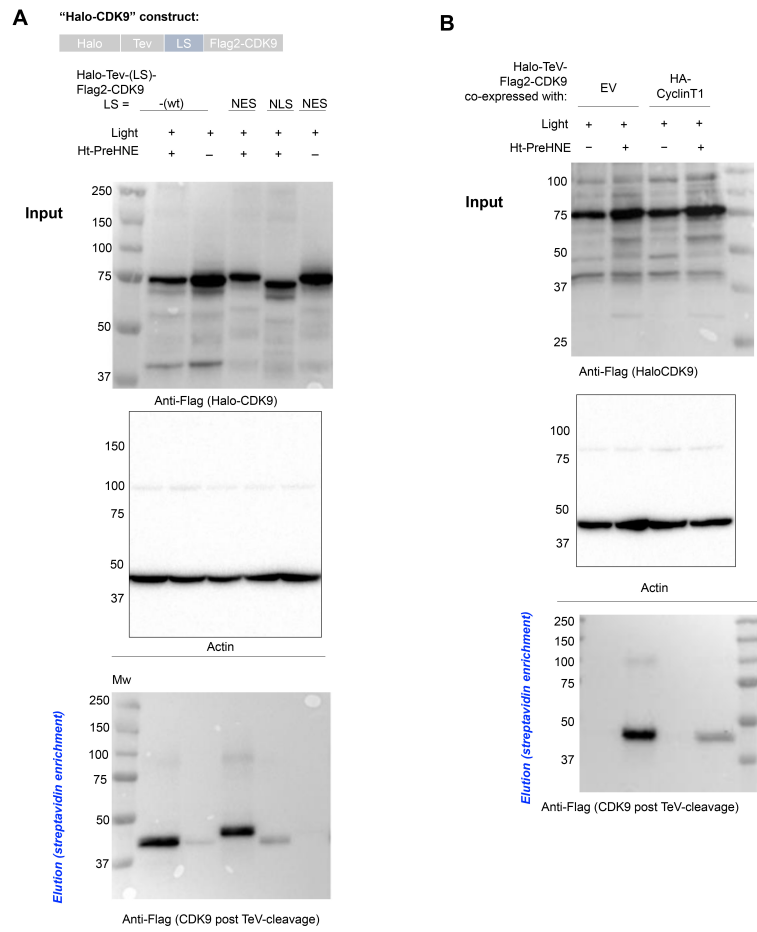 A
"Halo-CDK9" construct:
Halo Tev LS Flag2-CDK9
Halo-Tev-(LS)-
Flag2-CDK9
LS = -(wt) NES NLS NES
Light + + + + +
Ht-PreHNE + – + + –
Input
250
150
100
75
50
37
Anti-Flag (Halo-CDK9)
150
100
75
50
37
Actin
Mw
Elution (streptavidin enrichment)
250
150
100
75
50
37
Anti-Flag (CDK9 post TeV-cleavage)
B
Halo-TeV-
Flag2-CDK9
co-expressed with:
EV
HA-
CyclinT1
Light + + + +
Ht-PreHNE – + – +
Input
100
75
50
37
25
Anti-Flag (HaloCDK9)
100
75
50
37
Actin
Elution (streptavidin enrichment)
250
150
100
75
50
37
Anti-Flag (CDK9 post TeV-cleavage)